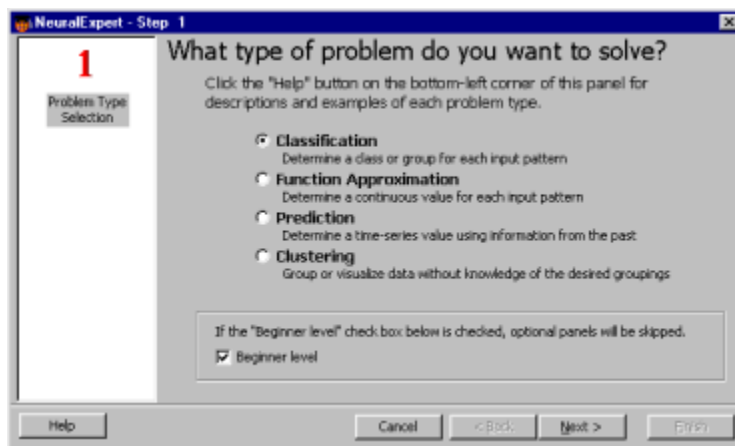 NeuralExpert - Step 1
1
Problem Type
Selection
What type of problem do you want to solve?
Click the "Help" button on the bottom-left corner of this panel for
descriptions and examples of each problem type.
Classification
Determine a class or group for each input pattern
Function Approximation
Determine a continuous value for each input pattern
Prediction
Determine a time-series value using information from the past
Clustering
Group or visualize data without knowledge of the desired groupings
If the "Beginner level" check box below is checked, optional panels will be skipped.
Beginner level
Help
Cancel
< Back
Next >
Finish